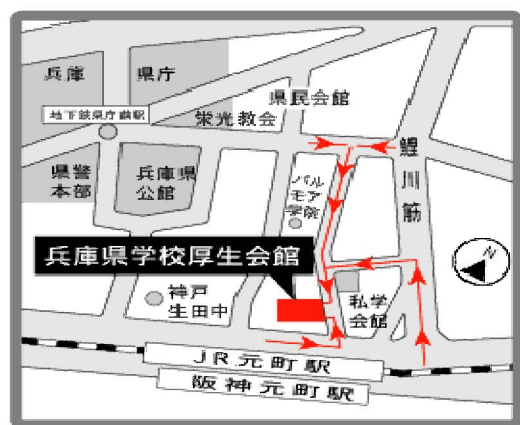 兵庫 県庁
県民会館
地下鉄県庁前駅
栄光教会
鯉川筋
県警
本部
兵庫県
公館
パル
モア
学院
N
兵庫県学校厚生会館
神戸
生田中
私学
会館
JR元町駅
阪神元町駅